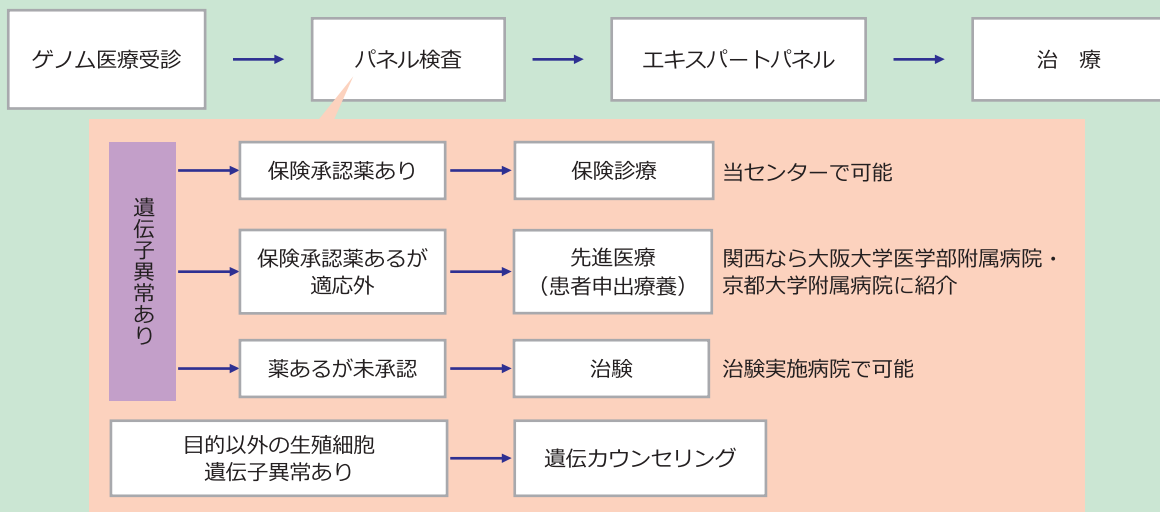 ゲノム医療受診
パネル検査
エキスパートパネル
治　療
遺伝子異常あり
保険承認薬あり
保険診療
当センターで可能
保険承認薬あるが
適応外
先進医療
（患者申出療養）
関西なら大阪大学医学部附属病院・
京都大学附属病院に紹介
薬あるが未承認
治験
治験実施病院で可能
目的以外の生殖細胞
遺伝子異常あり
遺伝カウンセリング